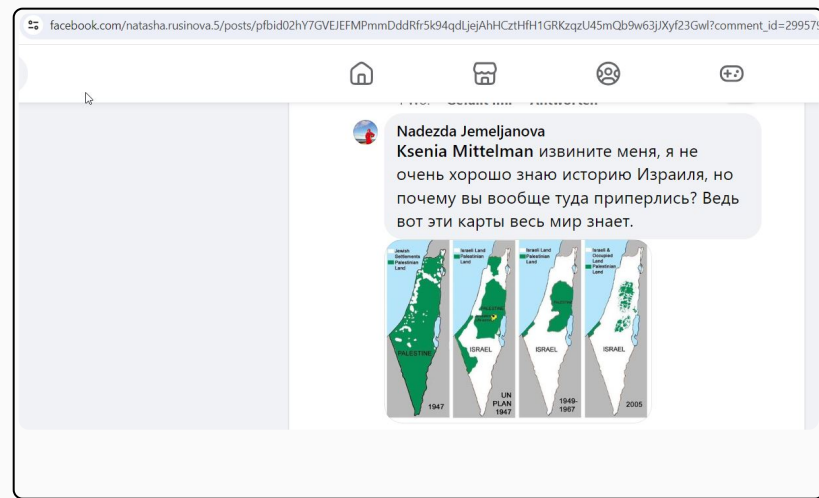 facebook.com/natasha.rusinova.5/posts/pfbid02hY7GVEJEFMPmmDddRfr5k94qdLjejAhHCztHfH1GRKzqzU45mQb9w63jJXyf23Gwl?comment_id=299579
Nadezda Jemeljanova
Ksenia Mittelman извините меня, я не
очень хорошо знаю историю Израиля, но
почему вы вообще туда приперлись? Ведь
вот эти карты весь мир знает.
Jewish
Settlements
Palestinian
Land
PALESTINE
1947
Israeli Land
Palestinian
Land
PALESTINE
ISRAEL
UN
PLAN
1947
Israeli Land
Palestinian
Land
PALESTINE
ISRAEL
1949-
1967
Israeli &
Occupied
Land
Palestinian
Land
ISRAEL
2005